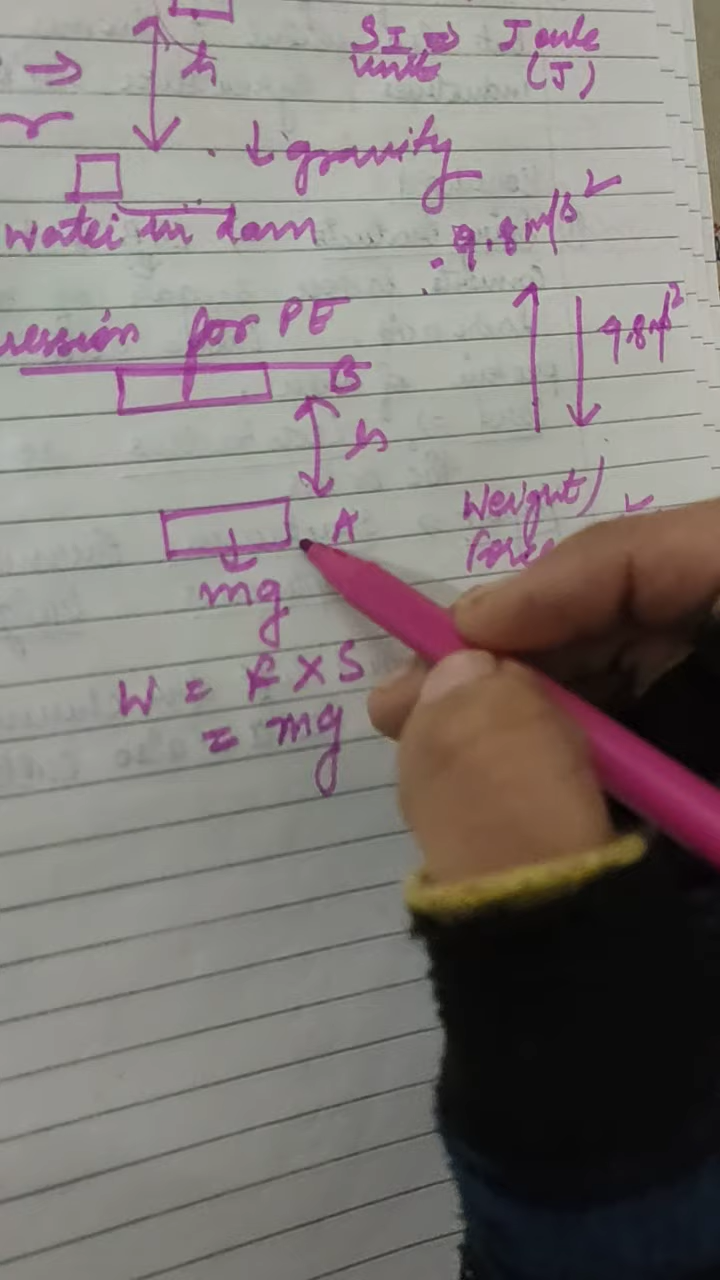 h
SI ⇒ Joule
units (J)
↓ gravity
water in dam
9.8 m/s²
ression for PE
B
h
9.8 m/s²
A
Weight/
force
mg
W = F × S
= mg